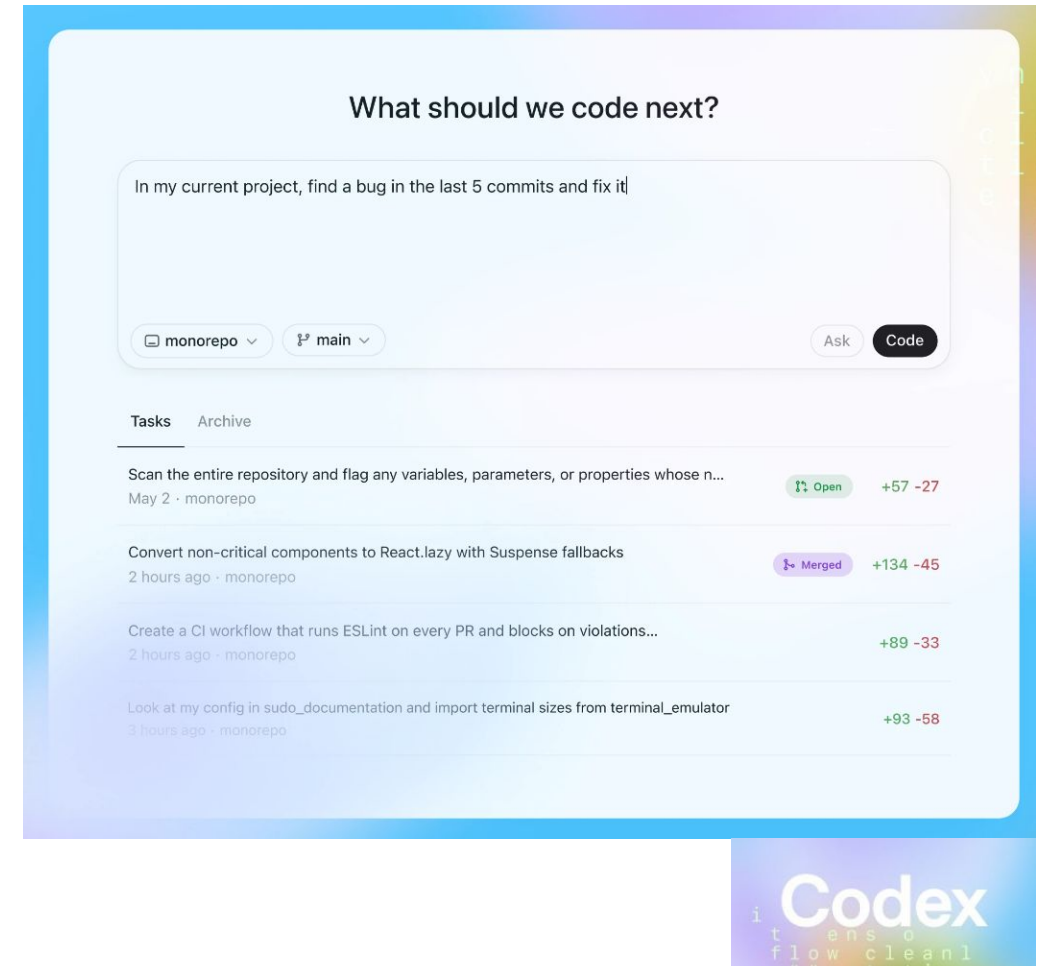 What should we code next?
In my current project, find a bug in the last 5 commits and fix it
monorepo
main
Ask
Code
Tasks
Archive
Scan the entire repository and flag any variables, parameters, or properties whose n...
May 2 · monorepo
Open
+57 -27
Convert non-critical components to React.lazy with Suspense fallbacks
2 hours ago · monorepo
Merged
+134 -45
Create a CI workflow that runs ESLint on every PR and blocks on violations...
2 hours ago · monorepo
+89 -33
Look at my config in sudo_documentation and import terminal sizes from terminal_emulator
3 hours ago · monorepo
+93 -58
Codex
i
t ens o
flow cleanl